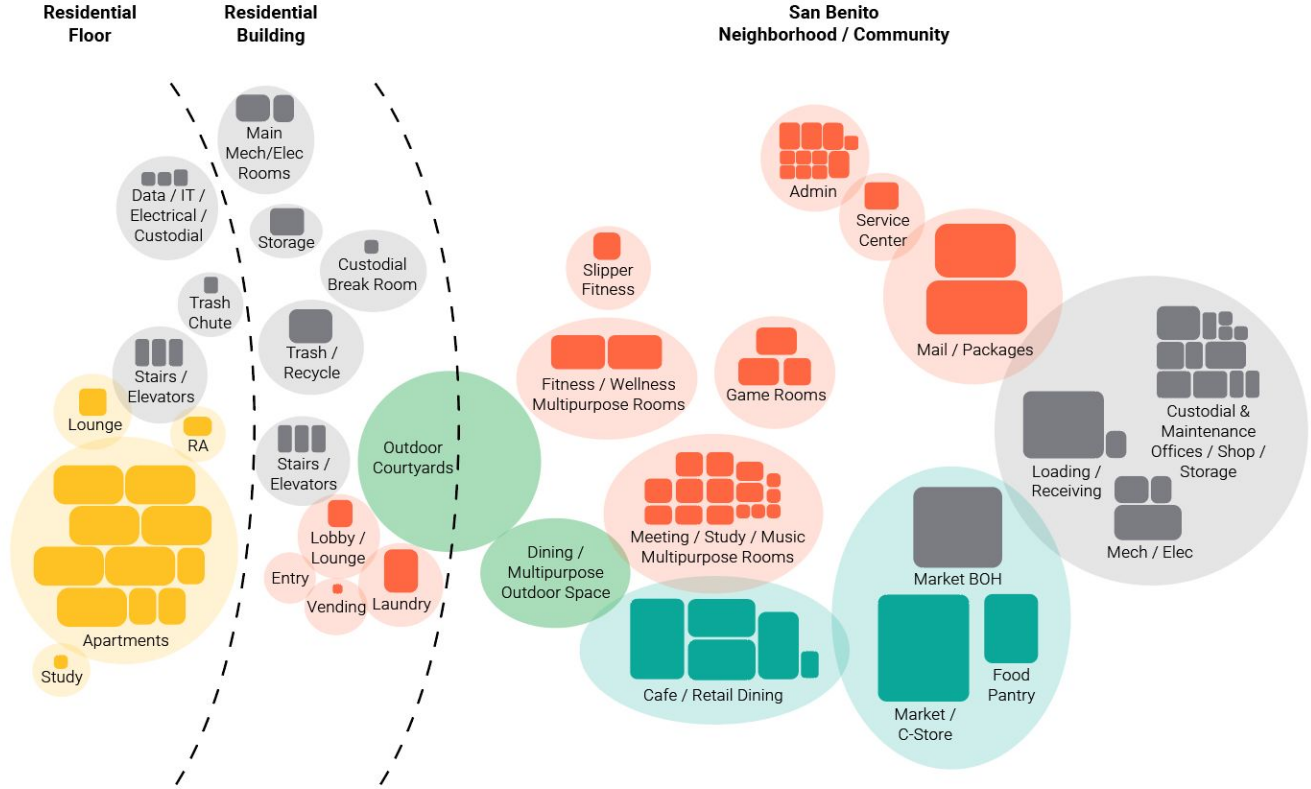 Residential
Floor
Residential
Building
San Benito
Neighborhood / Community
Main
Mech/Elec
Rooms
Data / IT /
Electrical /
Custodial
Storage
Custodial
Break Room
Trash
Chute
Trash /
Recycle
Stairs /
Elevators
Lounge
RA
Stairs /
Elevators
Apartments
Study
Lobby /
Lounge
Entry
Vending
Laundry
Outdoor
Courtyards
Dining /
Multipurpose
Outdoor Space
Slipper
Fitness
Fitness / Wellness
Multipurpose Rooms
Game Rooms
Meeting / Study / Music
Multipurpose Rooms
Cafe / Retail Dining
Admin
Service
Center
Mail / Packages
Loading /
Receiving
Custodial &
Maintenance
Offices / Shop /
Storage
Mech / Elec
Market BOH
Market /
C-Store
Food
Pantry